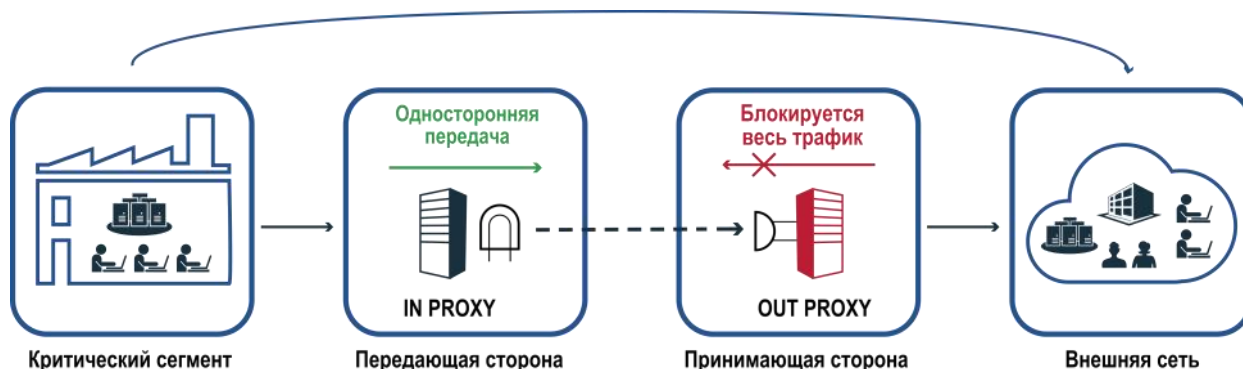 Односторонняя
передача
Блокируется
весь трафик
IN PROXY
OUT PROXY
Критический сегмент
Передающая сторона
Принимающая сторона
Внешняя сеть